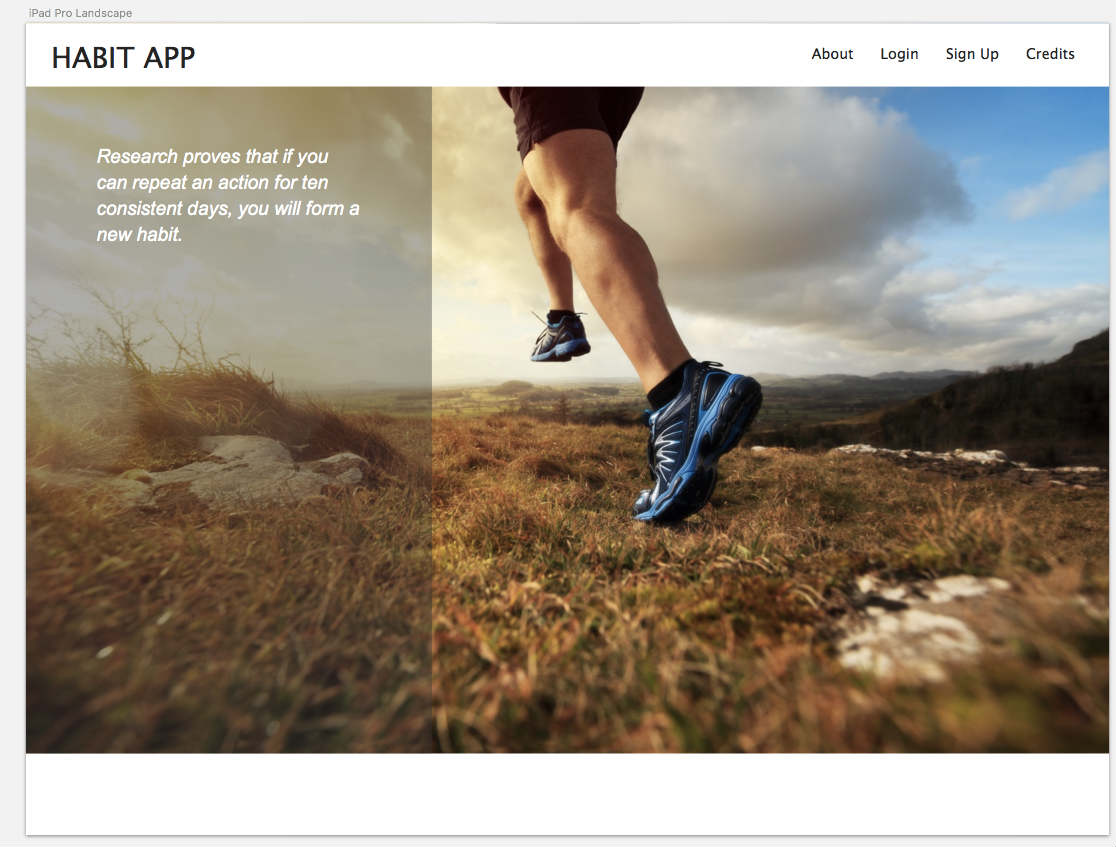 iPad Pro Landscape
HABIT APP
About Login Sign Up Credits
Research proves that if you
can repeat an action for ten
consistent days, you will form a
new habit.